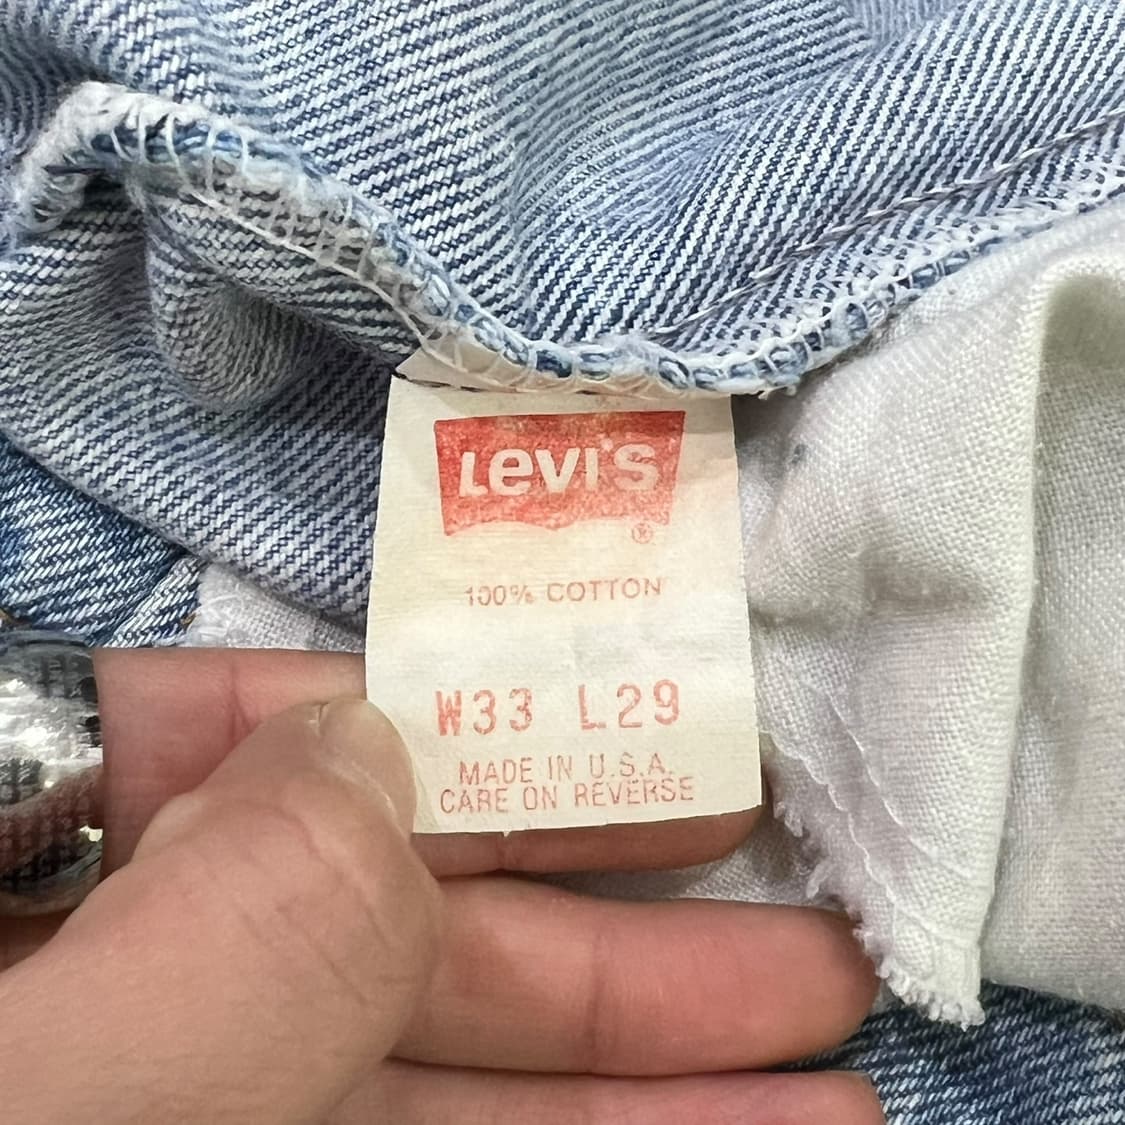 Levi's
®
100% COTTON
W33 L29
MADE IN U.S.A.
CARE ON REVERSE